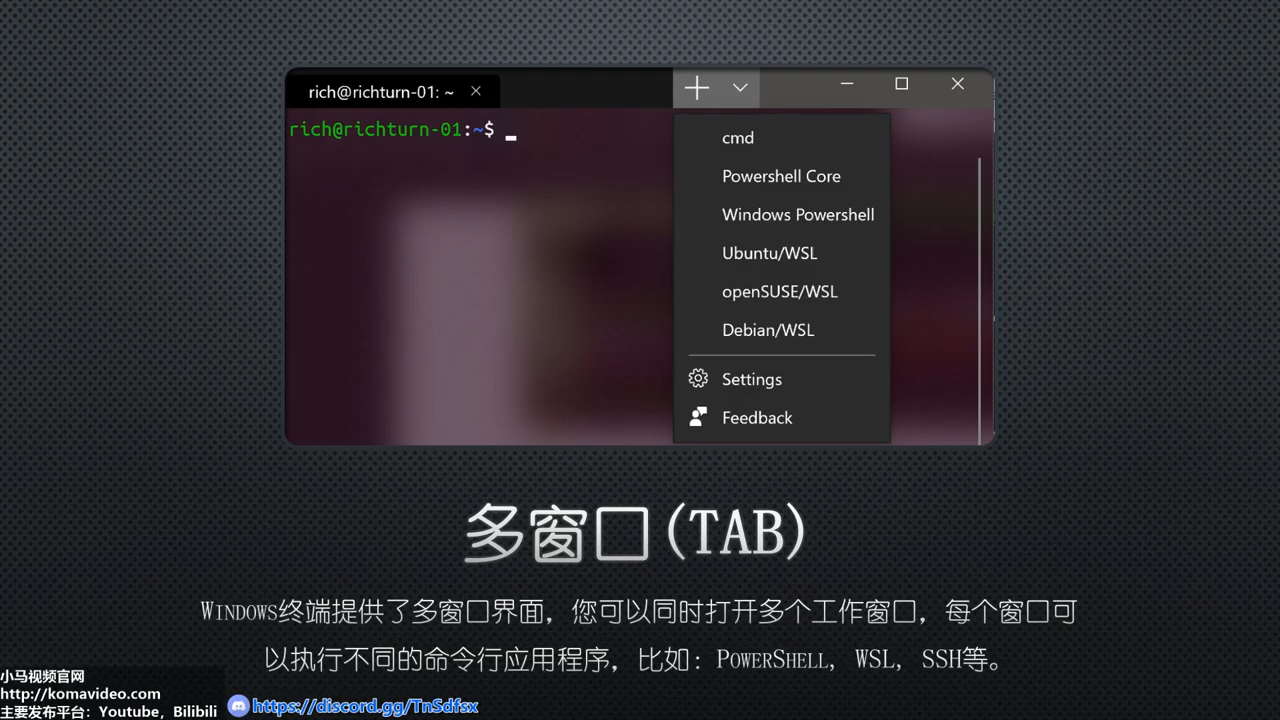 rich@richturn-01: ~
rich@richturn-01:~$
cmd
Powershell Core
Windows Powershell
Ubuntu/WSL
openSUSE/WSL
Debian/WSL
Settings
Feedback
多窗口(TAB)
WINDOWS终端提供了多窗口界面，您可以同时打开多个工作窗口，每个窗口可
以执行不同的命令行应用程序，比如：POWERSHELL，WSL，SSH等。
小马视频官网
http://komavideo.com
主要发布平台：Youtube，Bilibili
https://discord.gg/TnSdfsx